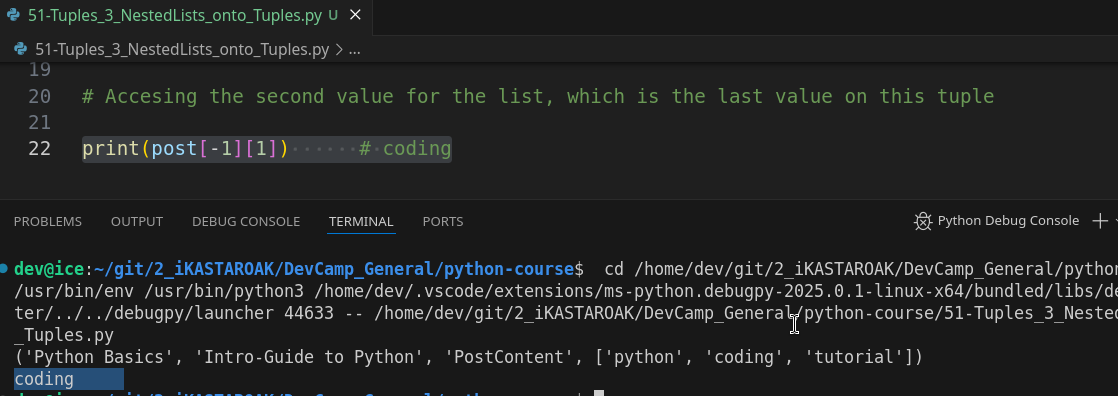 51-Tuples_3_NestedLists_onto_Tuples.py U
51-Tuples_3_NestedLists_onto_Tuples.py > ...
19
20 # Accesing the second value for the list, which is the last value on this tuple
21
22 print(post[-1][1]) # coding
PROBLEMS OUTPUT DEBUG CONSOLE TERMINAL PORTS Python Debug Console
dev@ice:~/git/2_iKASTAROAK/DevCamp_General/python-course$ cd /home/dev/git/2_iKASTAROAK/DevCamp_General/python
/usr/bin/env /usr/bin/python3 /home/dev/.vscode/extensions/ms-python.debugpy-2025.0.1-linux-x64/bundled/libs/de
ter/../../debugpy/launcher 44633 -- /home/dev/git/2_iKASTAROAK/DevCamp_General/python-course/51-Tuples_3_Nested
_Tuples.py
('Python Basics', 'Intro-Guide to Python', 'PostContent', ['python', 'coding', 'tutorial'])
coding